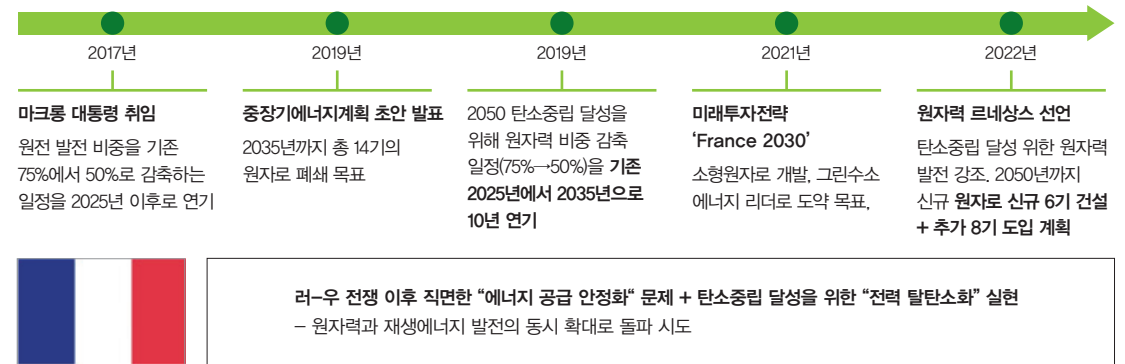 2017년
마크롱 대통령 취임
원전 발전 비중을 기존
75%에서 50%로 감축하는
일정을 2025년 이후로 연기
2019년
중장기에너지계획 초안 발표
2035년까지 총 14기의
원자로 폐쇄 목표
2019년
2050 탄소중립 달성을
위해 원자력 비중 감축
일정(75%→50%)을 기존
2025년에서 2035년으로
10년 연기
2021년
미래투자전략
‘France 2030’
소형원자로 개발, 그린수소
에너지 리더로 도약 목표.
2022년
원자력 르네상스 선언
탄소중립 달성 위한 원자력
발전 강조. 2050년까지
신규 원자로 신규 6기 건설
+ 추가 8기 도입 계획
러-우 전쟁 이후 직면한 “에너지 공급 안정화“ 문제 + 탄소중립 달성을 위한 “전력 탈탄소화” 실현
– 원자력과 재생에너지 발전의 동시 확대로 돌파 시도